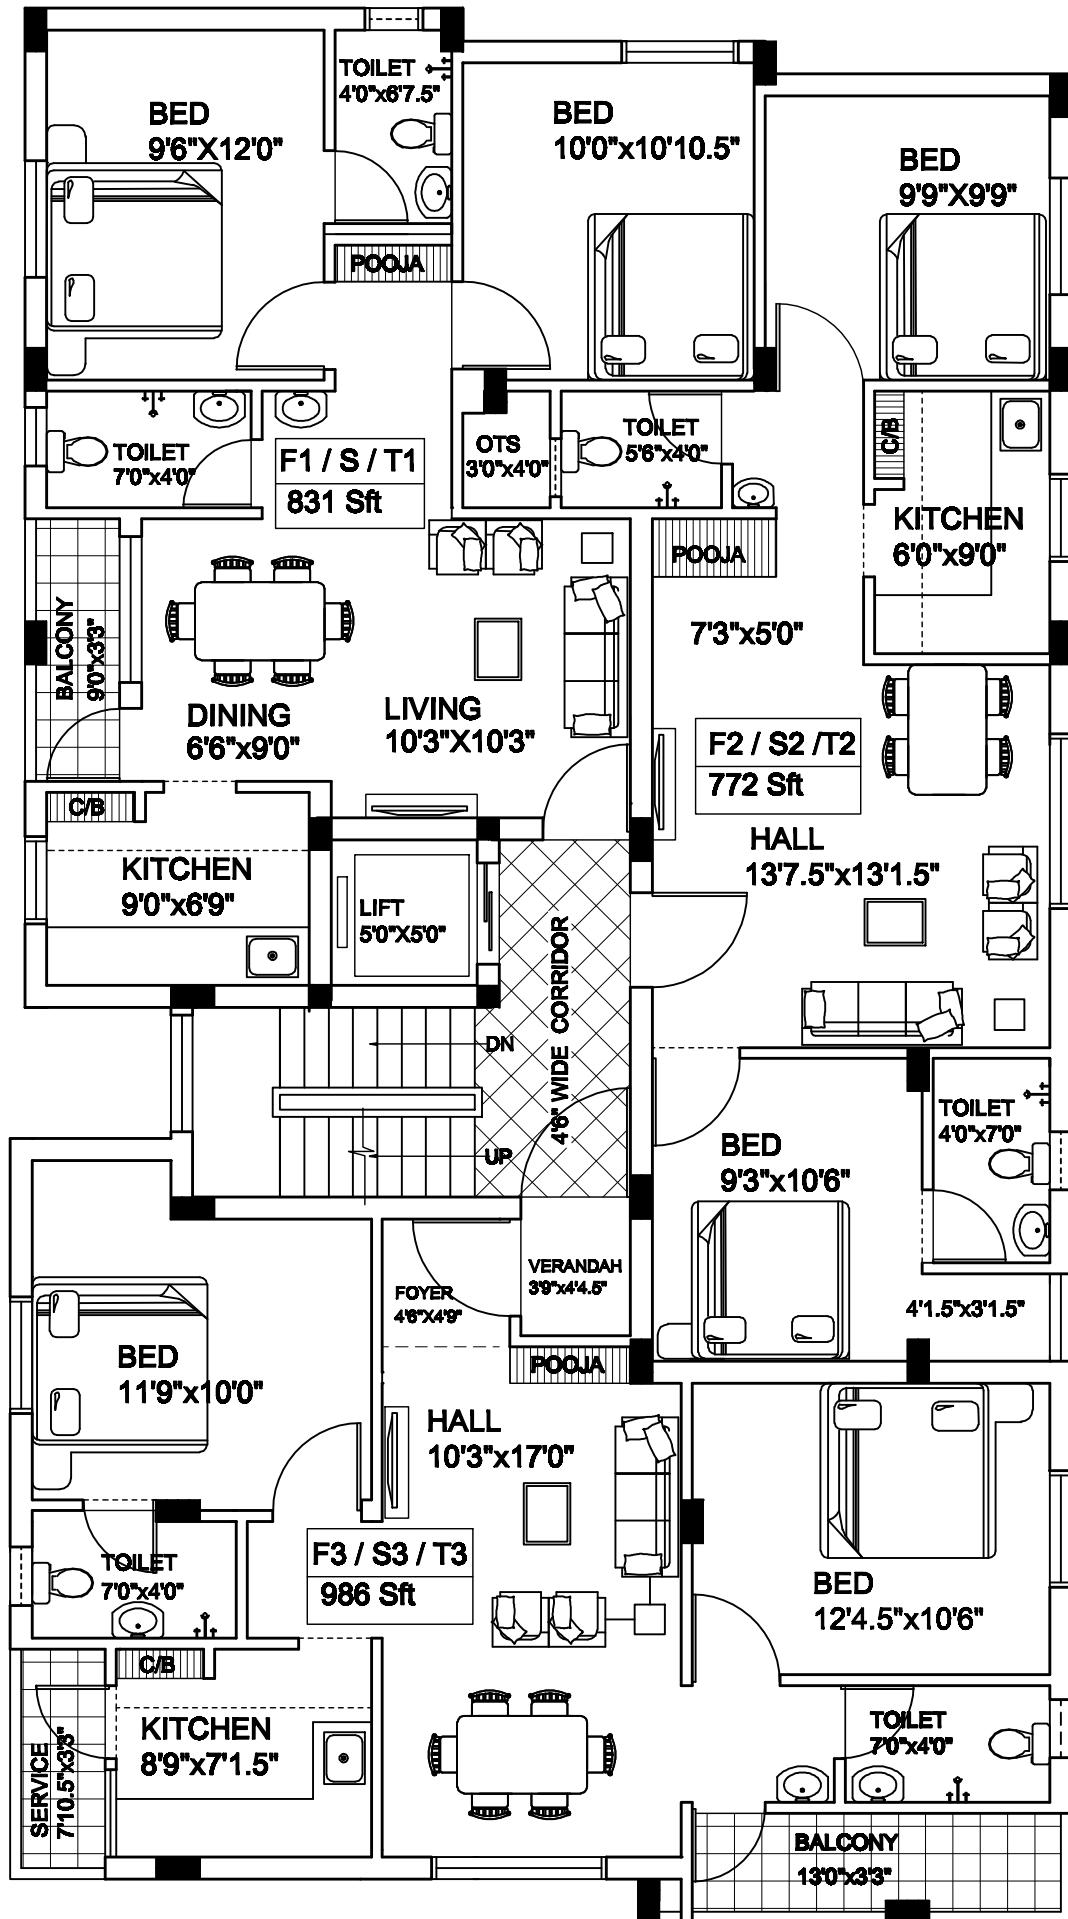 TOILET
4'0"x6'7.5"
BED
9'6"X12'0"
BED
10'0"x10'10.5"
BED
9'9"X9'9"
POOJA
TOILET
7'0"x4'0"
F1 / S / T1
831 Sft
OTS
3'0"x4'0"
TOILET
5'6"x4'0"
C/B
KITCHEN
6'0"x9'0"
POOJA
7'3"x5'0"
BALCONY
9'0"x3'3"
DINING
6'6"x9'0"
LIVING
10'3"X10'3"
F2 / S2 /T2
772 Sft
C/B
KITCHEN
9'0"x6'9"
LIFT
5'0"X5'0"
HALL
13'7.5"x13'1.5"
4'6" WIDE CORRIDOR
DN
UP
TOILET
4'0"x7'0"
BED
9'3"x10'6"
VERANDAH
3'9"x4'4.5"
FOYER
4'6"X4'9"
4'1.5"x3'1.5"
POOJA
BED
11'9"x10'0"
HALL
10'3"x17'0"
F3 / S3 / T3
986 Sft
TOILET
7'0"x4'0"
BED
12'4.5"x10'6"
C/B
KITCHEN
8'9"x7'1.5"
SERVICE
7'10.5"x3'3"
TOILET
7'0"x4'0"
BALCONY
13'0"x3'3"